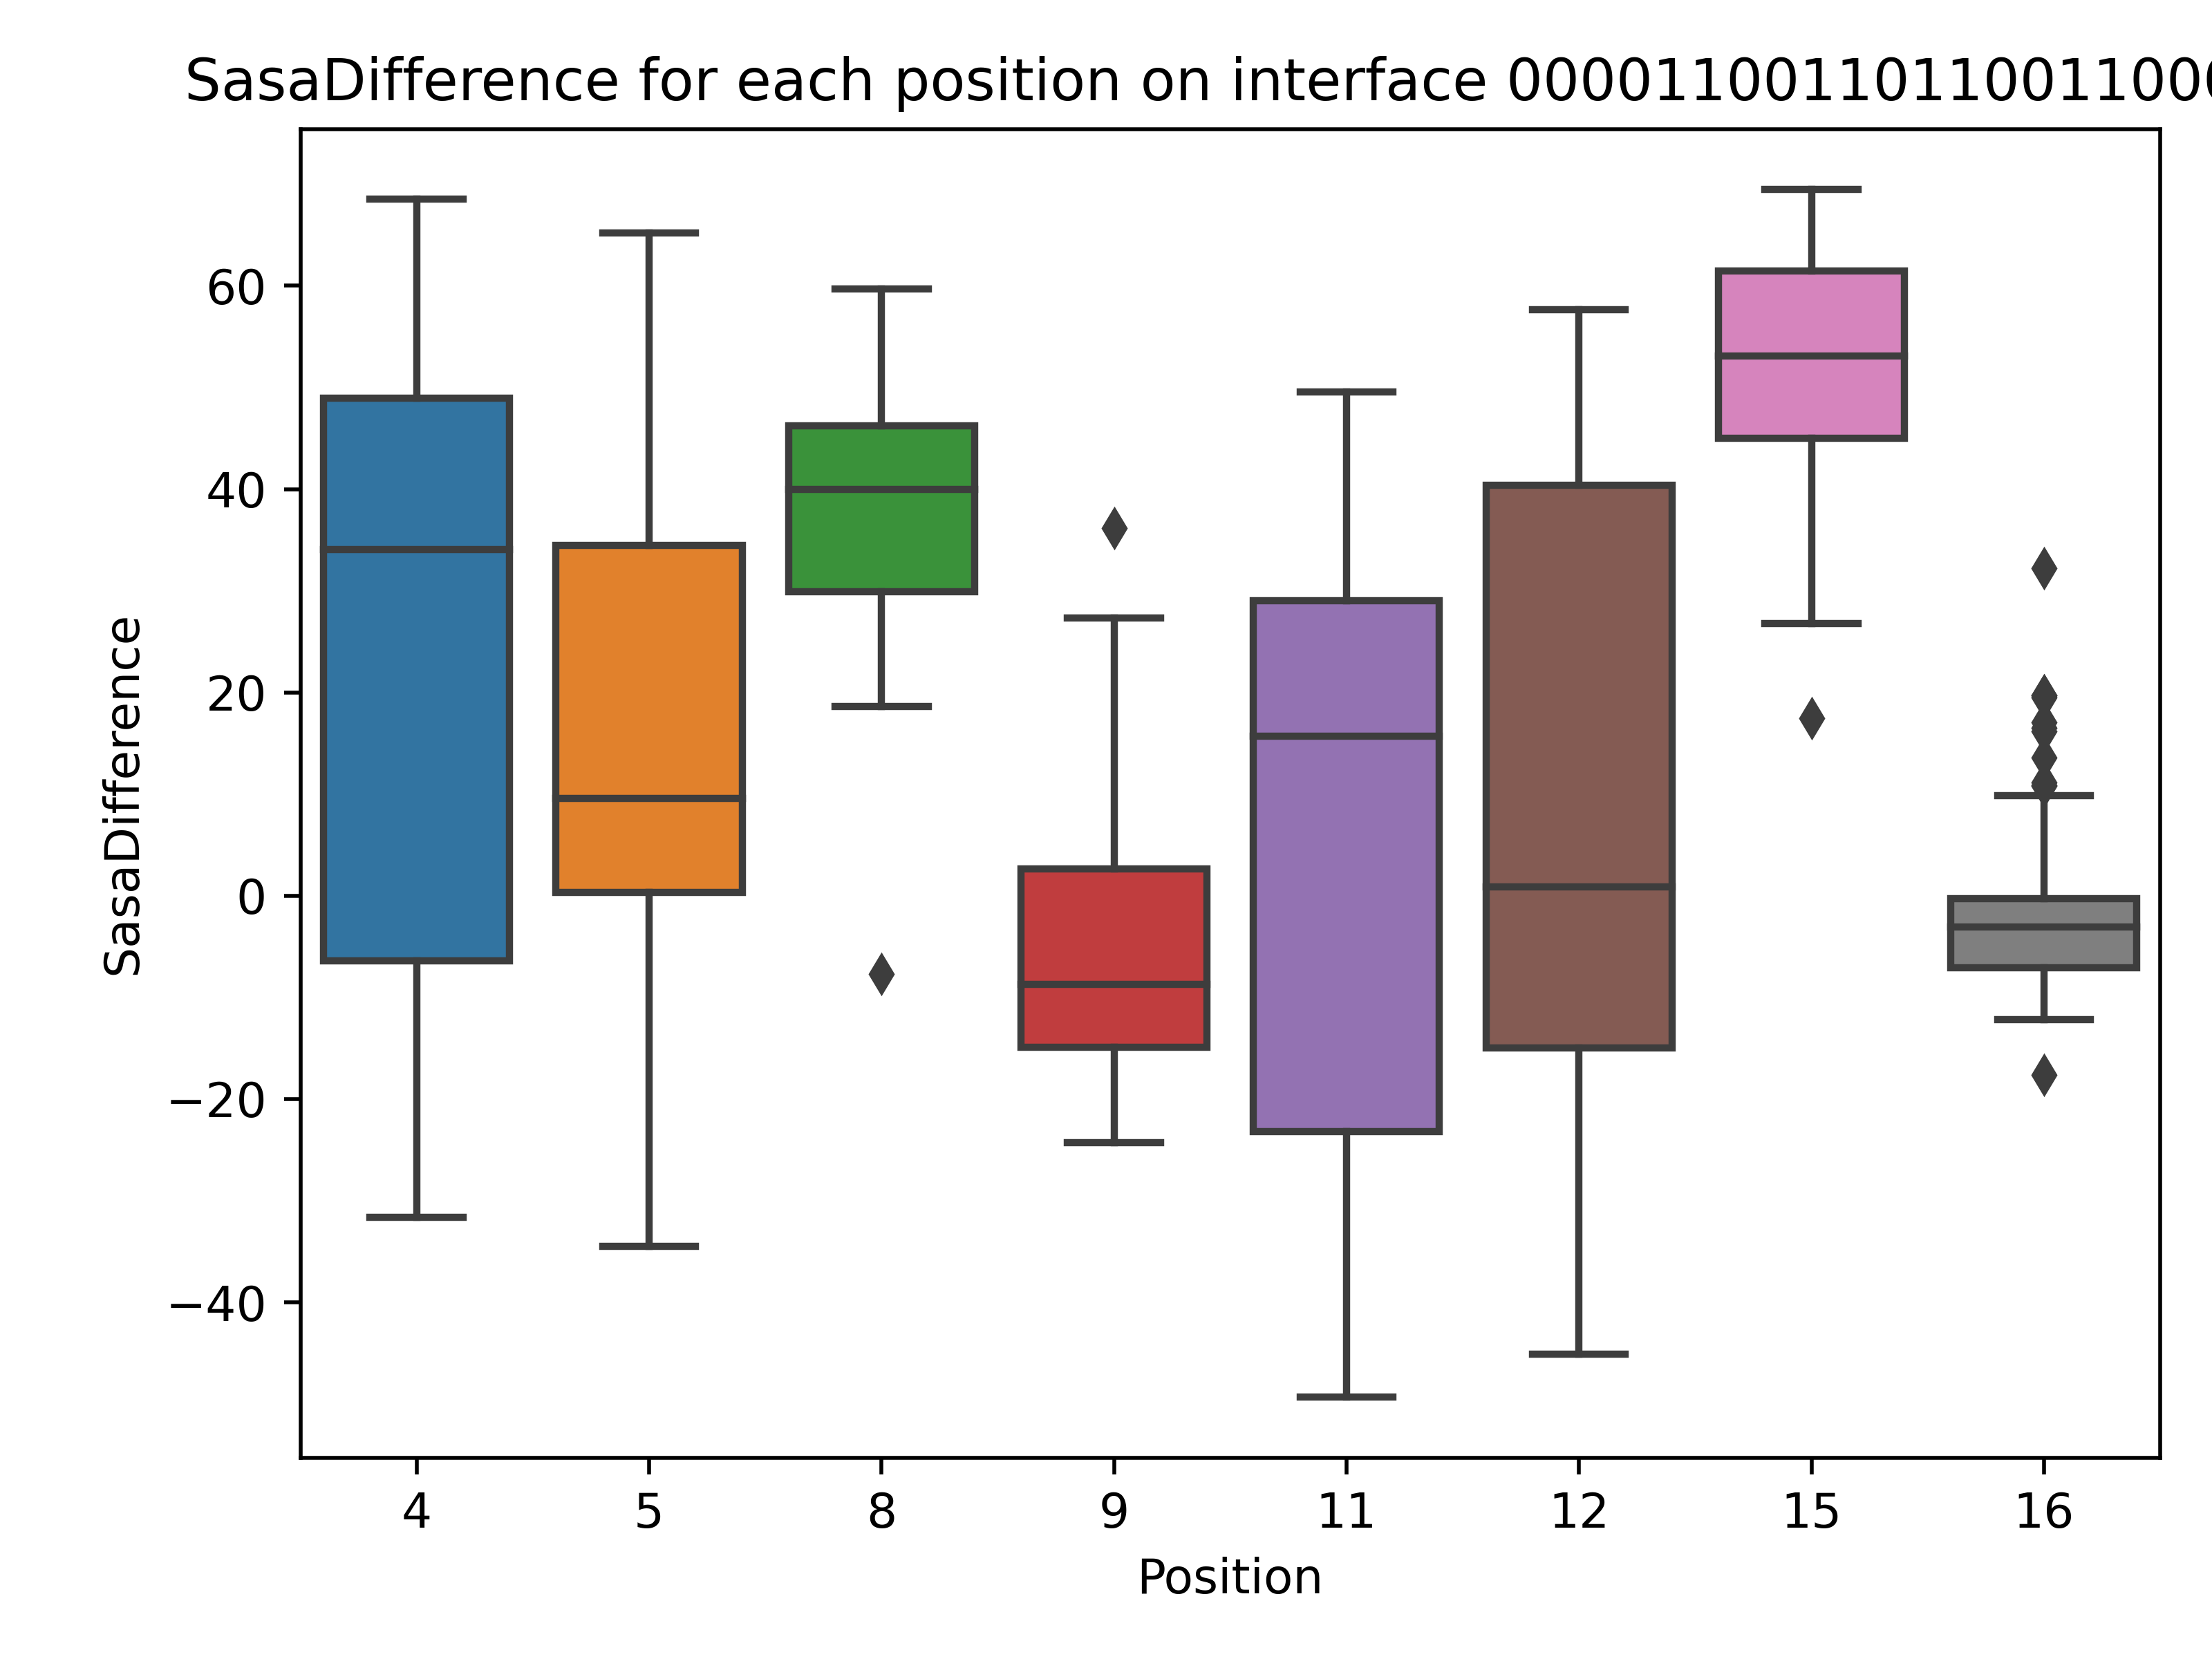 SasaDifference for each position on interface 00001100110110011000
60
40
20
0
−20
−40
SasaDifference
4 5 8 9 11 12 15 16
Position